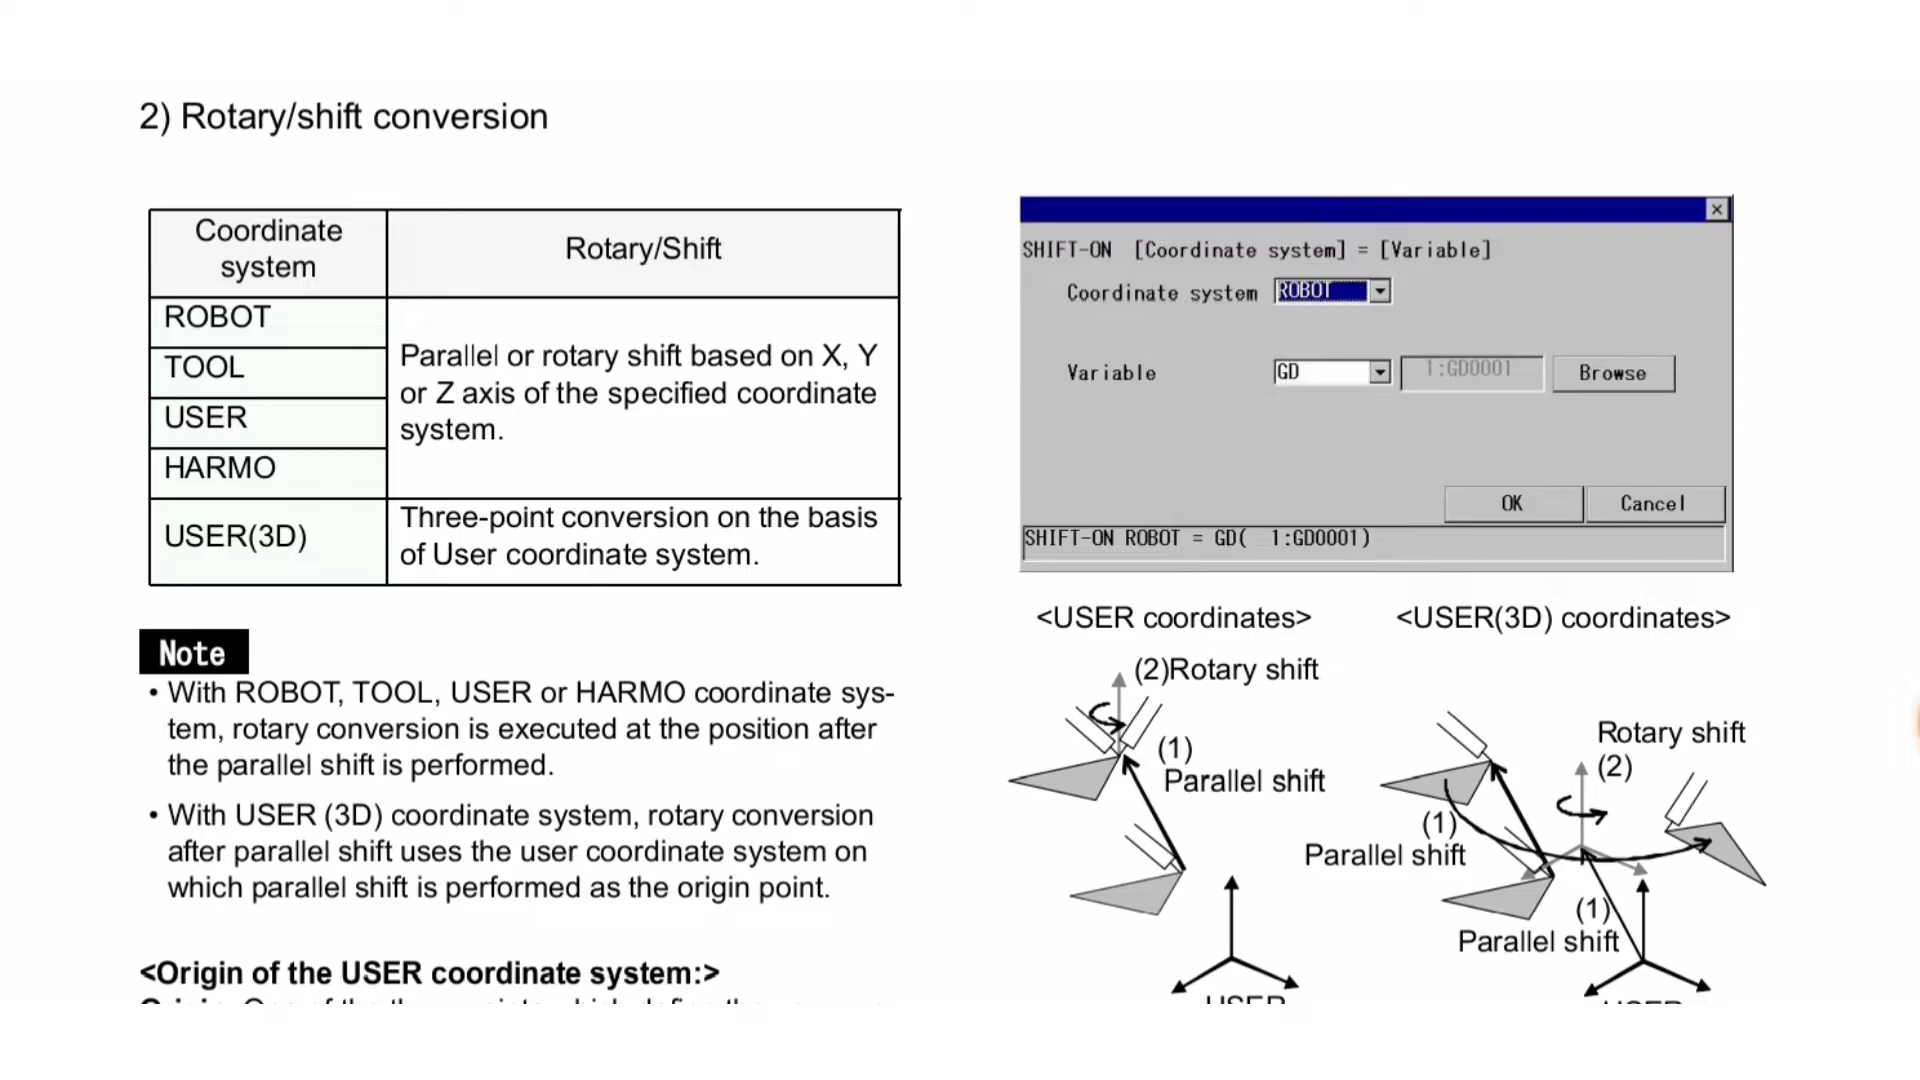 2) Rotary/shift conversion
Coordinate
system
Rotary/Shift
ROBOT
TOOL
USER
HARMO
Parallel or rotary shift based on X, Y
or Z axis of the specified coordinate
system.
USER(3D)
Three-point conversion on the basis
of User coordinate system.
Note
• With ROBOT, TOOL, USER or HARMO coordinate sys-
tem, rotary conversion is executed at the position after
the parallel shift is performed.
• With USER (3D) coordinate system, rotary conversion
after parallel shift uses the user coordinate system on
which parallel shift is performed as the origin point.
<Origin of the USER coordinate system:>
SHIFT-ON [Coordinate system] = [Variable]
Coordinate system ROBOT
Variable GD 1:GD0001 Browse
OK Cancel
SHIFT-ON ROBOT = GD( 1:GD0001)
<USER coordinates>
(2)Rotary shift
(1)
Parallel shift
USER
<USER(3D) coordinates>
Rotary shift
(2)
(1)
Parallel shift
(1)
Parallel shift
USER